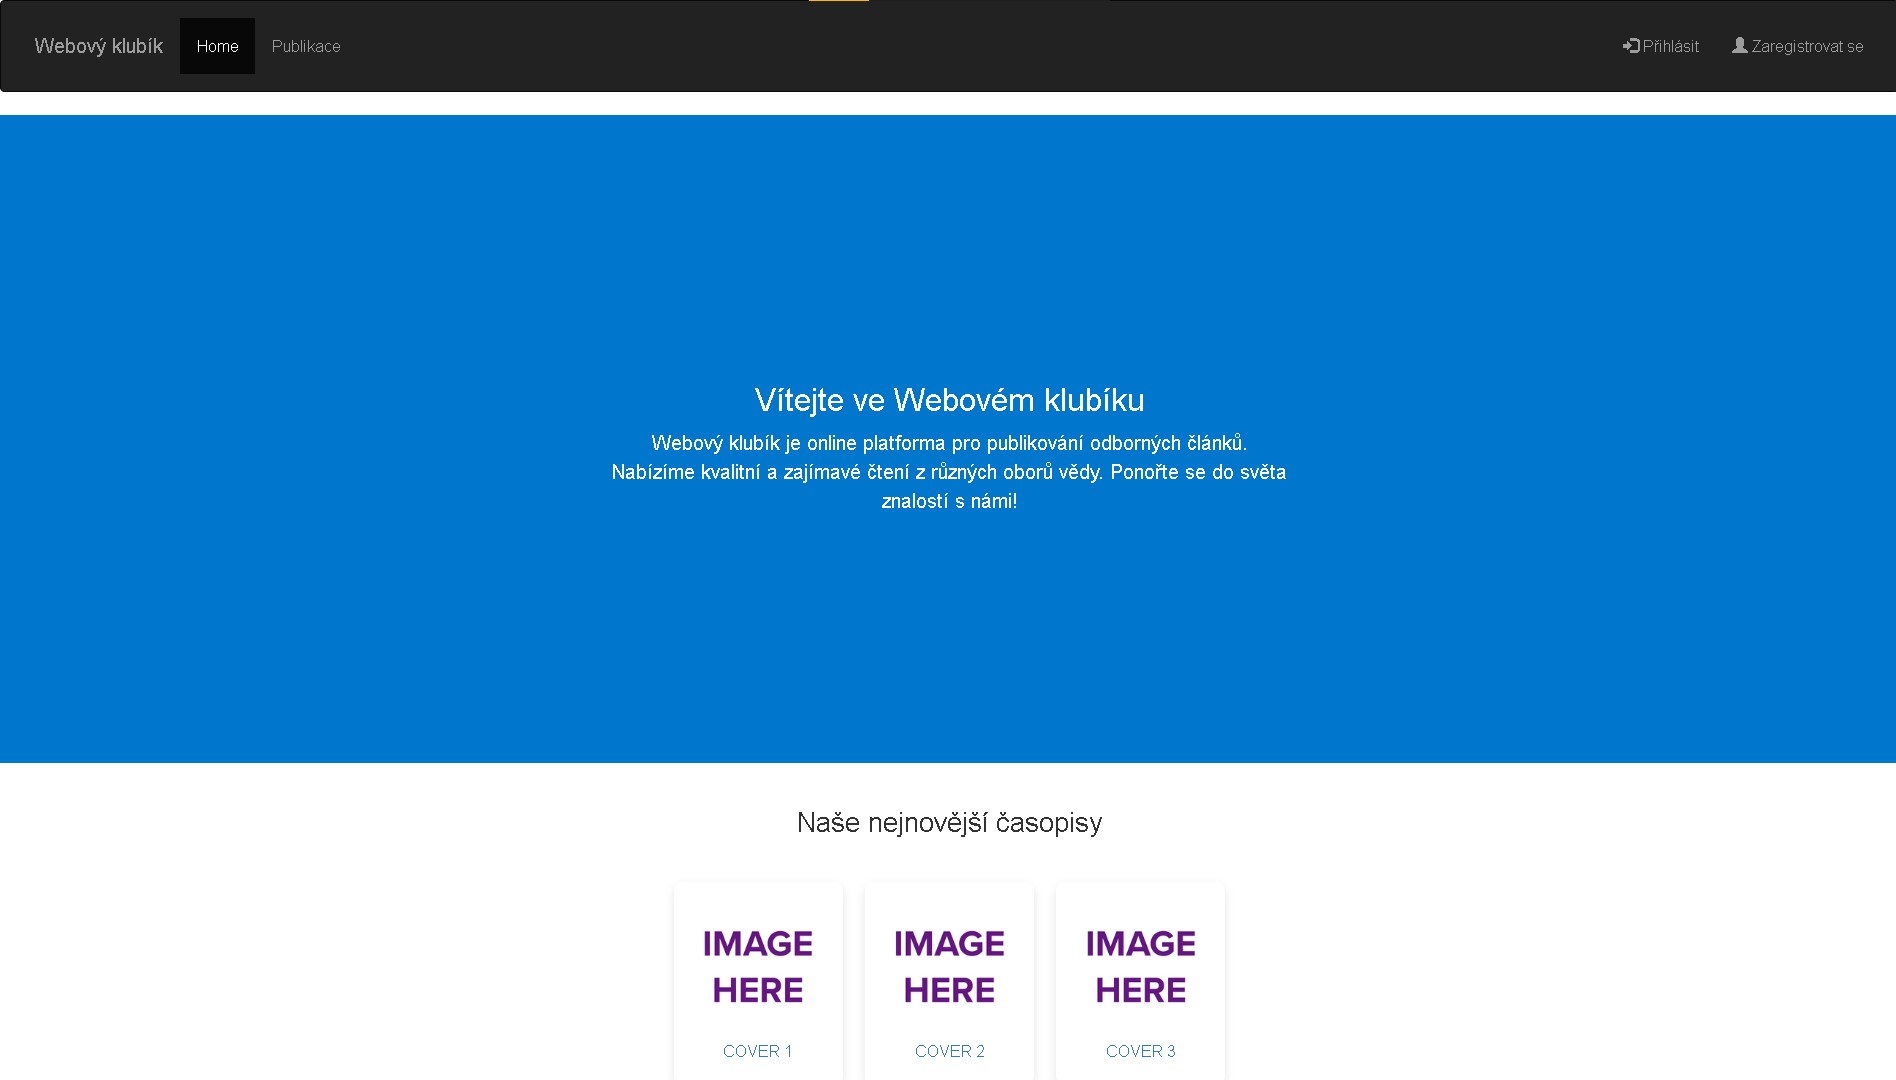 Webový klubík Home Publikace Přihlásit Zaregistrovat se
Vítejte ve Webovém klubíku
Webový klubík je online platforma pro publikování odborných článků.
Nabízíme kvalitní a zajímavé čtení z různých oborů vědy. Ponořte se do světa
znalostí s námi!
Naše nejnovější časopisy
IMAGE HERE
IMAGE HERE
IMAGE HERE
COVER 1 COVER 2 COVER 3